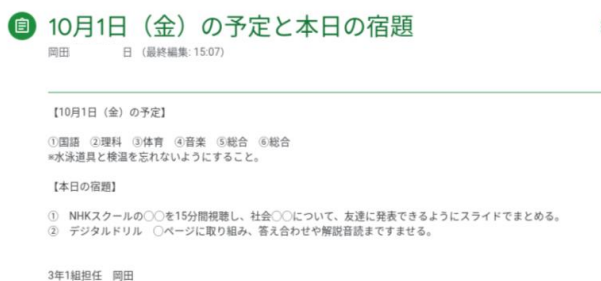 10月1日（金）の予定と本日の宿題
岡田　　　　　日　(最終編集: 15:07)
【10月1日（金）の予定】
①国語　②理科　③体育　④音楽　⑤総合　⑥総合
※水泳道具と検温を忘れないようにすること。
【本日の宿題】
①　NHKスクールの◯◯を15分間視聴し、社会◯◯について、友達に発表できるようにスライドでまとめる。
②　デジタルドリル　◯ページに取り組み、答え合わせや解説音読まですませる。
3年1組担任　岡田